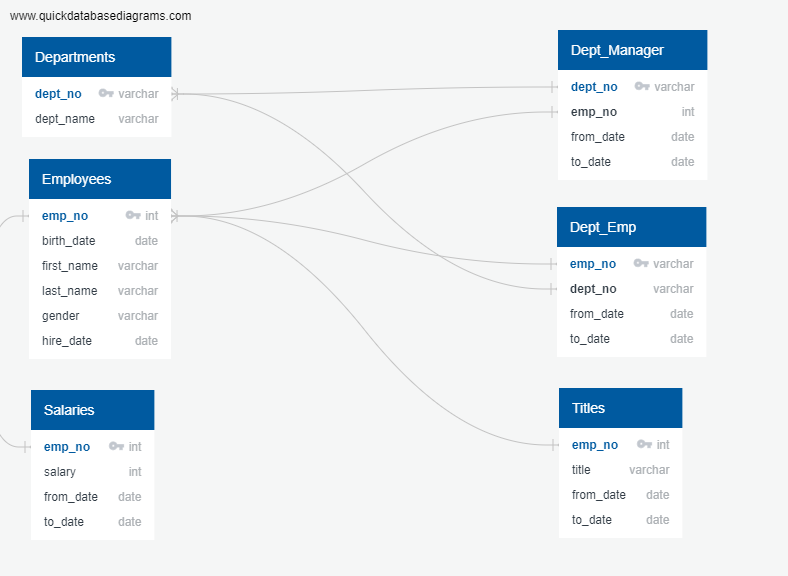 www.quickdatabasediagrams.com
Departments
dept_no varchar
dept_name varchar
Employees
emp_no int
birth_date date
first_name varchar
last_name varchar
gender varchar
hire_date date
Salaries
emp_no int
salary int
from_date date
to_date date
Dept_Manager
dept_no varchar
emp_no int
from_date date
to_date date
Dept_Emp
emp_no varchar
dept_no varchar
from_date date
to_date date
Titles
emp_no int
title varchar
from_date date
to_date date